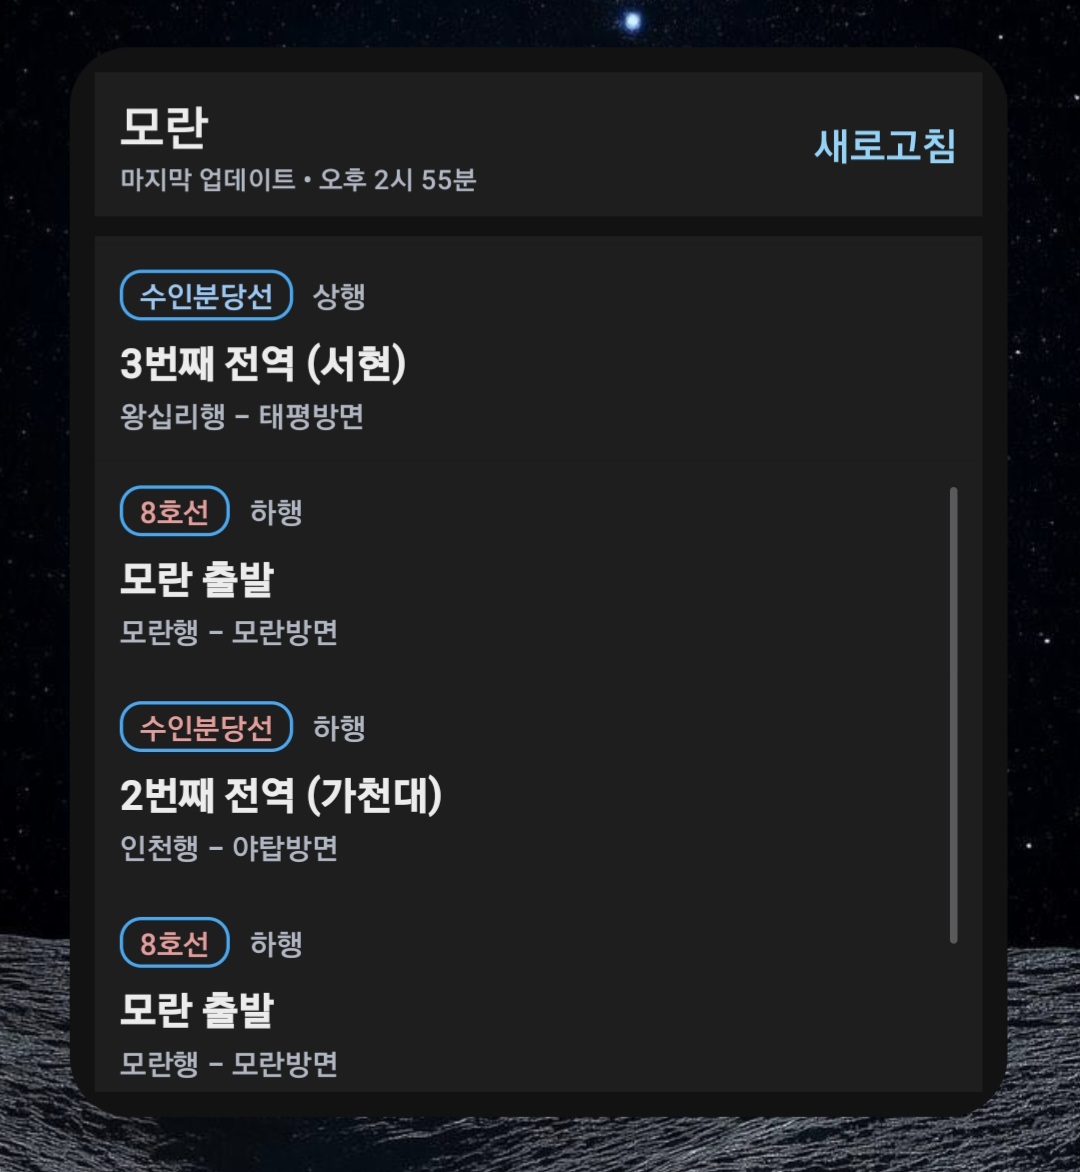 모란
새로고침
마지막 업데이트 • 오후 2시 55분
수인분당선 상행
3번째 전역 (서현)
왕십리행 – 태평방면
8호선 하행
모란 출발
모란행 – 모란방면
수인분당선 하행
2번째 전역 (가천대)
인천행 – 야탑방면
8호선 하행
모란 출발
모란행 – 모란방면